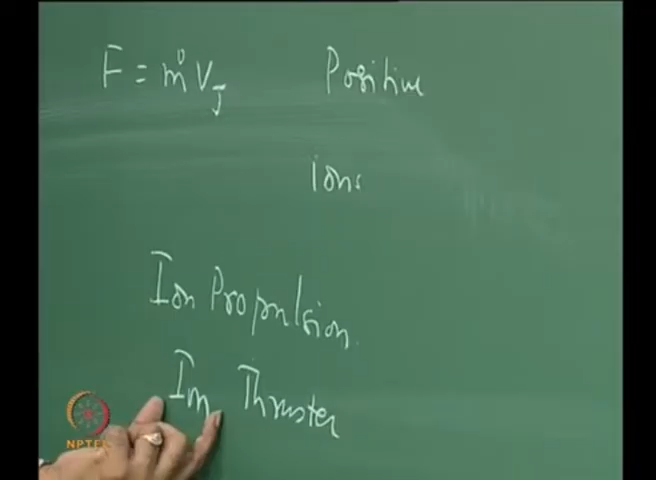 F = ṁ V_J
Positive
ions
Ion Propulsion.
Ion Thruster
NPTEL